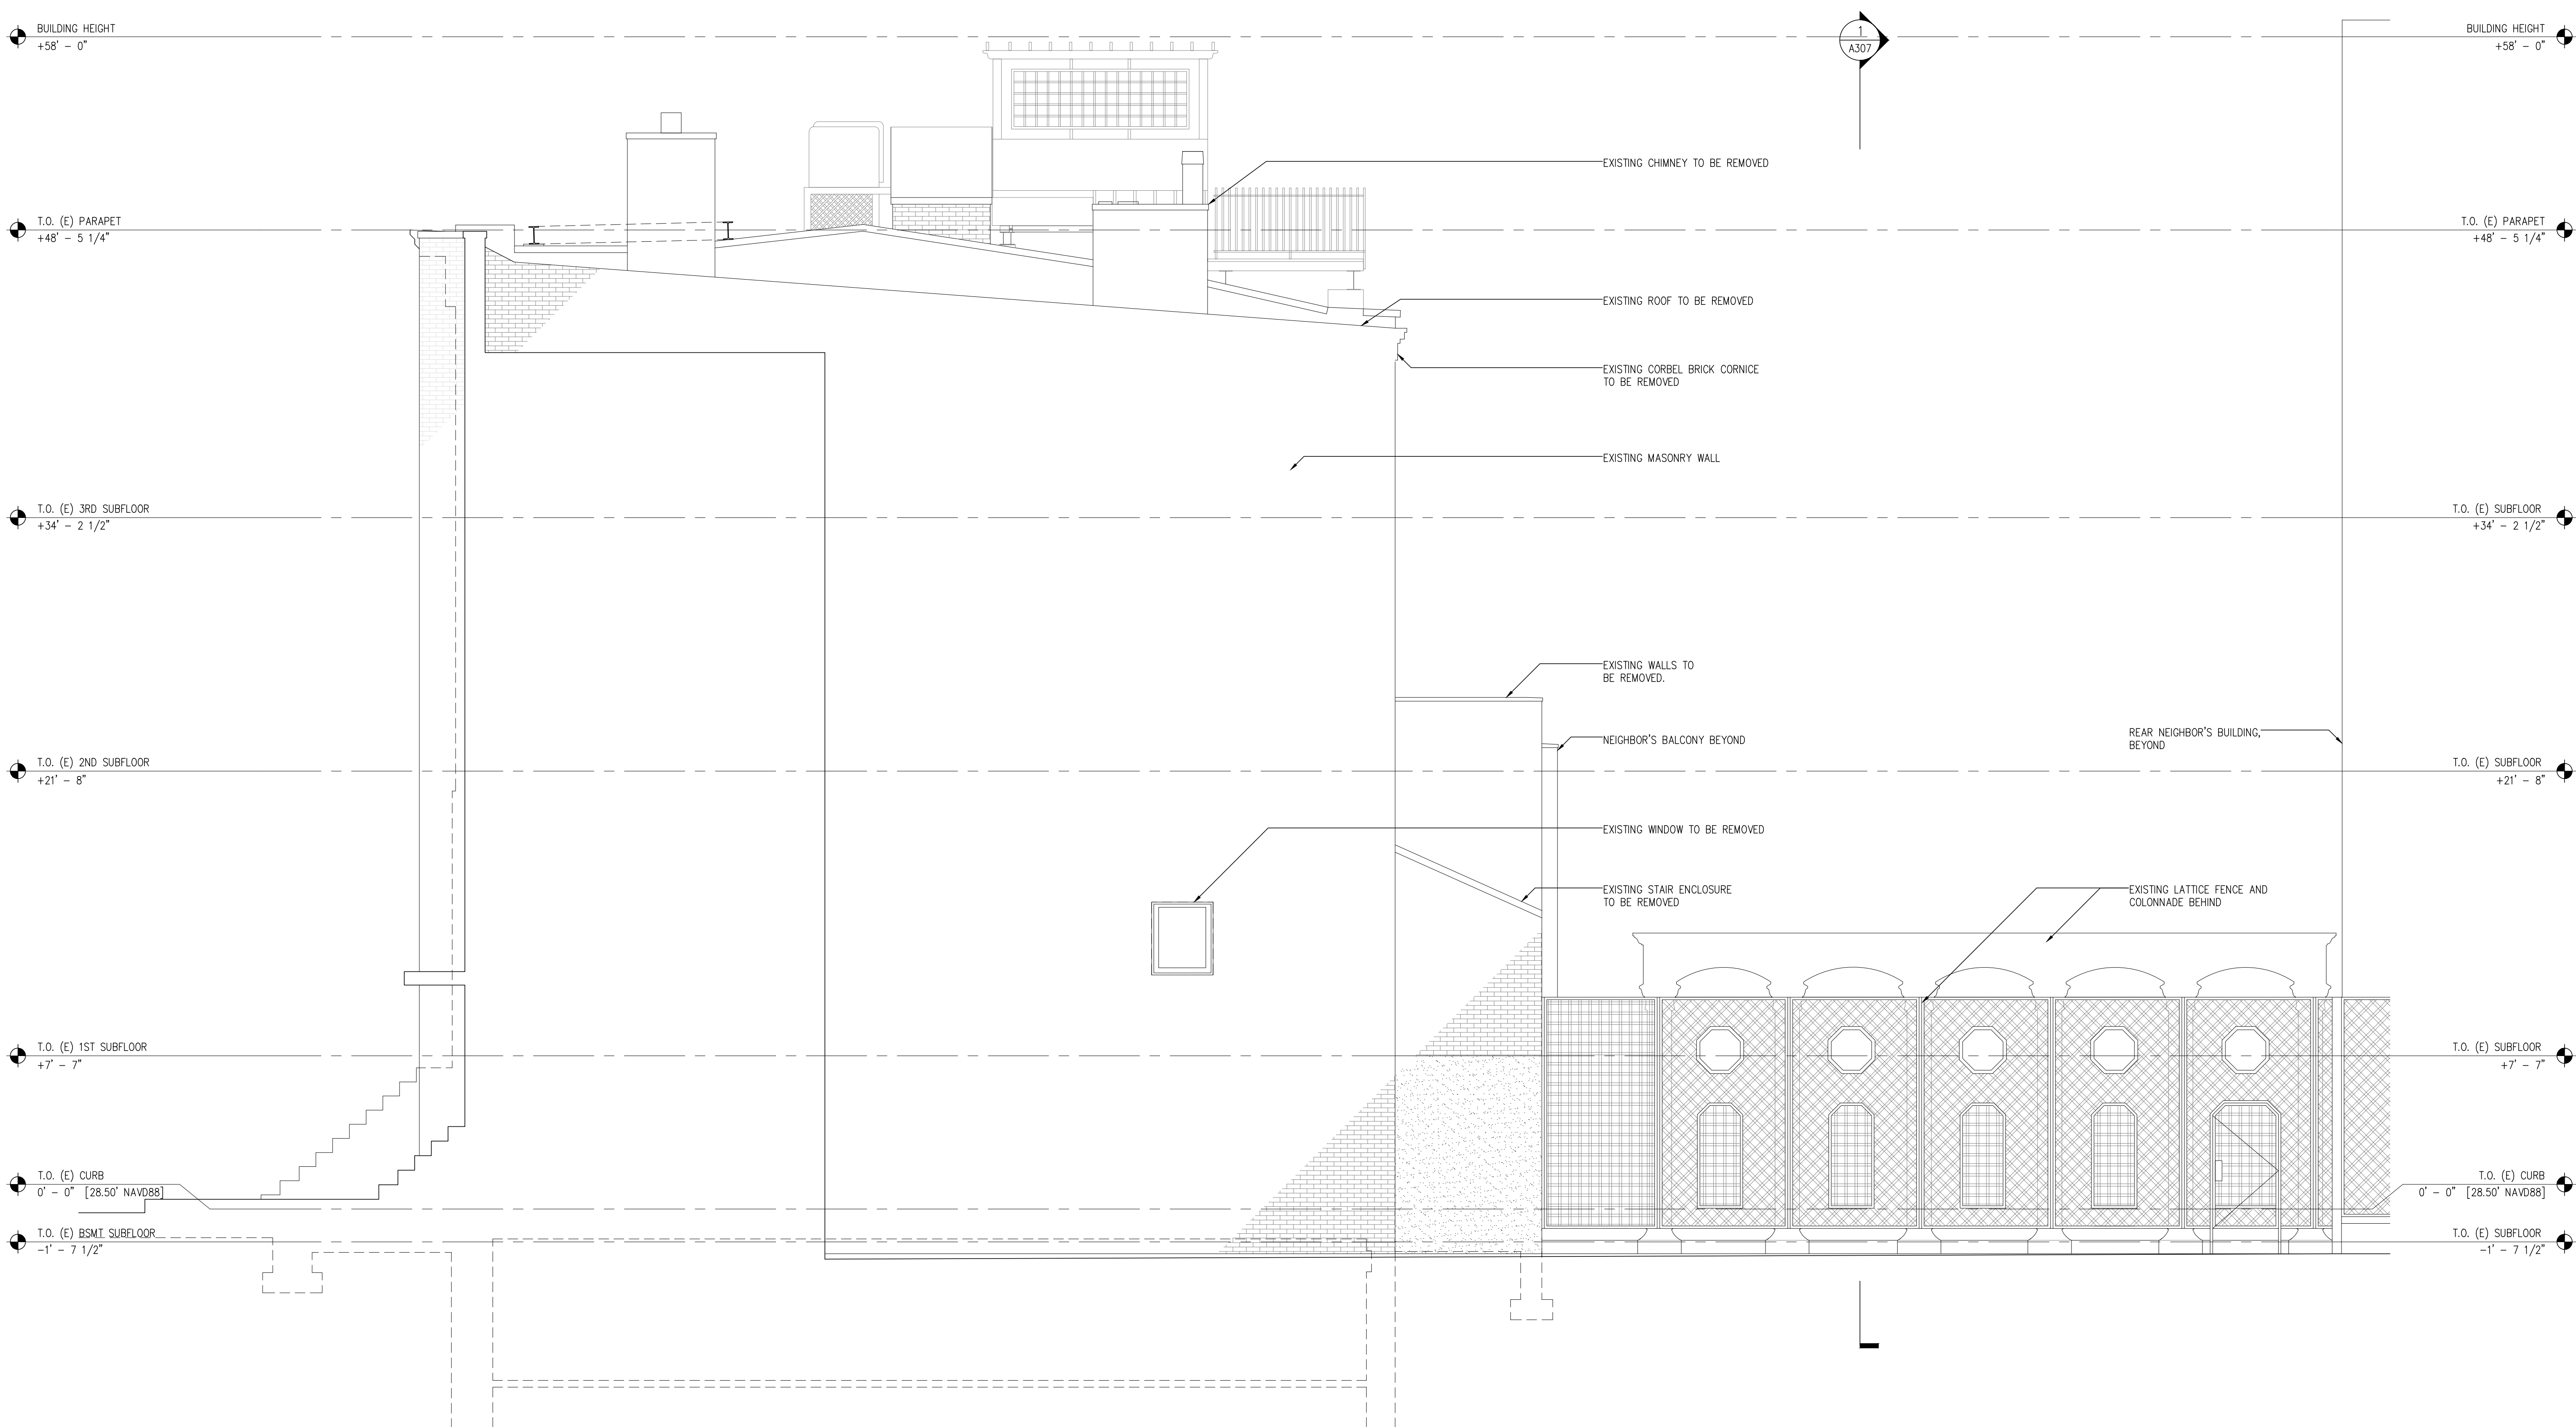 BUILDING HEIGHT
+58' - 0"
1
A307
BUILDING HEIGHT
+58' - 0"
EXISTING CHIMNEY TO BE REMOVED
T.O. (E) PARAPET
+48' - 5 1/4"
T.O. (E) PARAPET
+48' - 5 1/4"
EXISTING ROOF TO BE REMOVED
EXISTING CORBEL BRICK CORNICE
TO BE REMOVED
EXISTING MASONRY WALL
T.O. (E) 3RD SUBFLOOR
+34' - 2 1/2"
T.O. (E) SUBFLOOR
+34' - 2 1/2"
EXISTING WALLS TO
BE REMOVED.
NEIGHBOR'S BALCONY BEYOND
REAR NEIGHBOR'S BUILDING,
BEYOND
T.O. (E) 2ND SUBFLOOR
+21' - 8"
T.O. (E) SUBFLOOR
+21' - 8"
EXISTING WINDOW TO BE REMOVED
EXISTING STAIR ENCLOSURE
TO BE REMOVED
EXISTING LATTICE FENCE AND
COLONNADE BEHIND
T.O. (E) 1ST SUBFLOOR
+7' - 7"
T.O. (E) SUBFLOOR
+7' - 7"
T.O. (E) CURB
0' - 0" [28.50' NAVD88]
T.O. (E) CURB
0' - 0" [28.50' NAVD88]
T.O. (E) BSMT SUBFLOOR
-1' - 7 1/2"
T.O. (E) SUBFLOOR
-1' - 7 1/2"